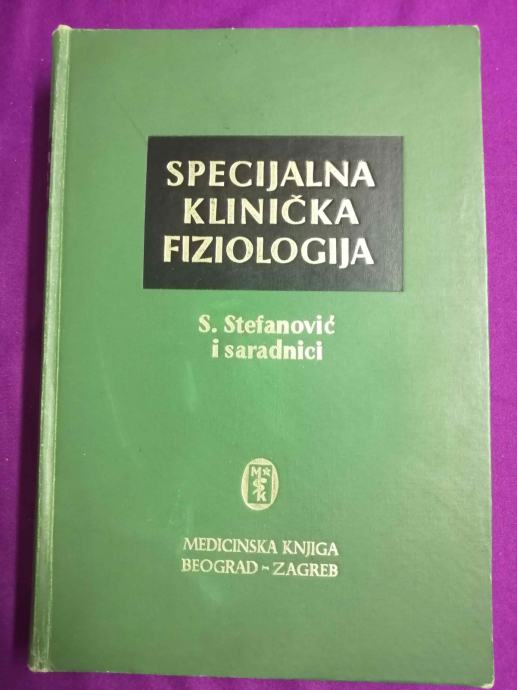 SPECIJALNA
KLINIČKA
FIZIOLOGIJA
S. Stefanović
i saradnici
M K
MEDICINSKA KNJIGA
BEOGRAD - ZAGREB